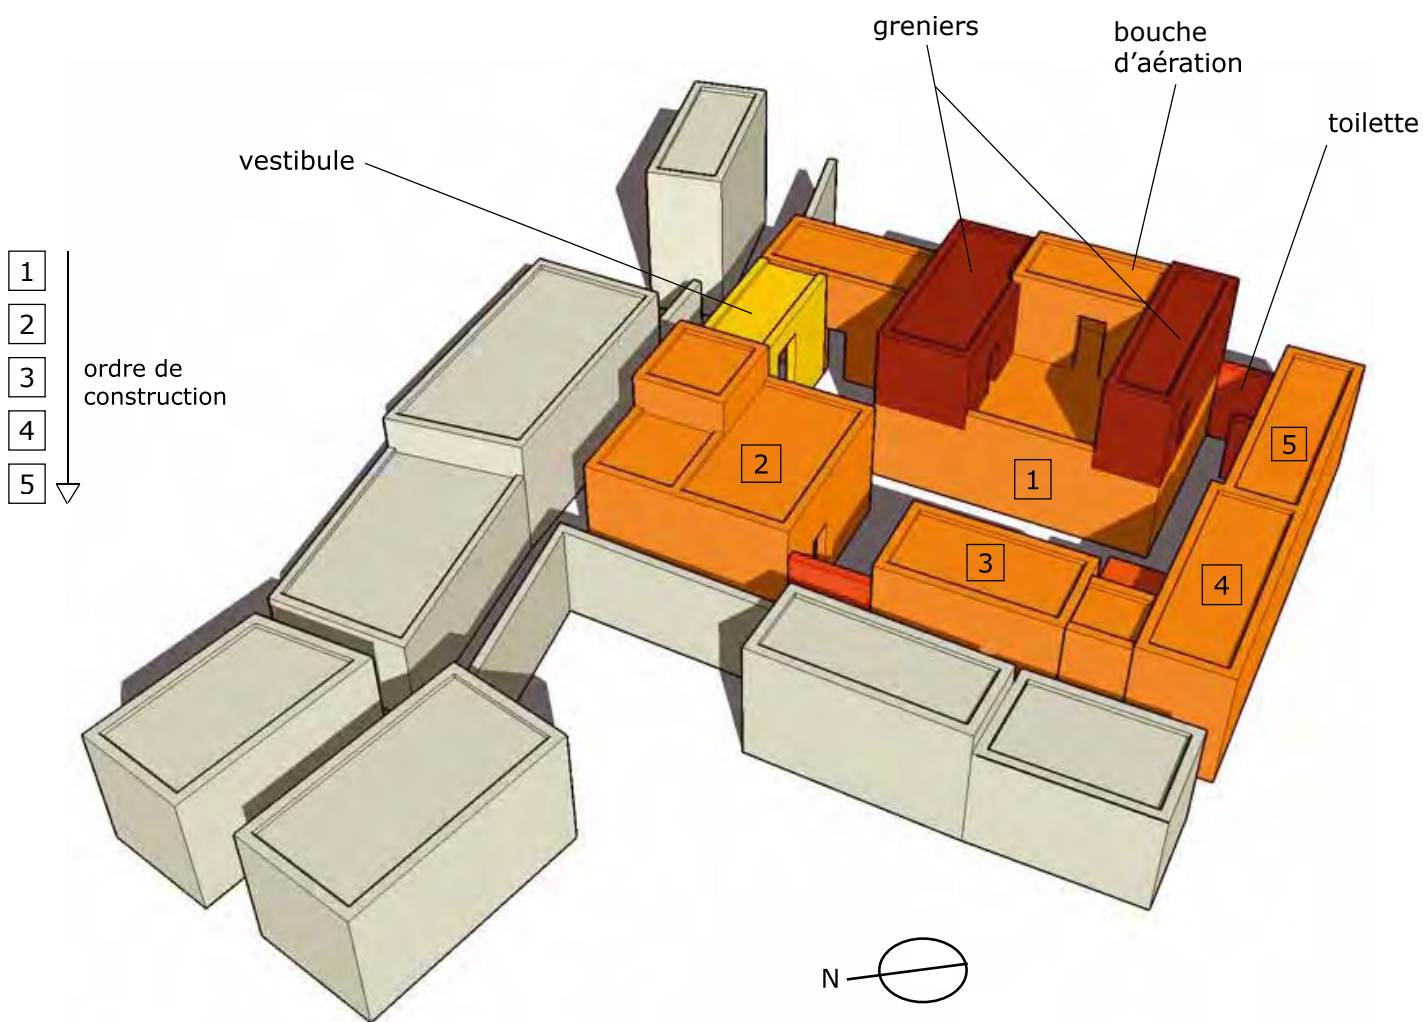 greniers
bouche
d'aération
toilette
vestibule
1
2
3
4
5
ordre de
construction
2
1
5
3
4
N